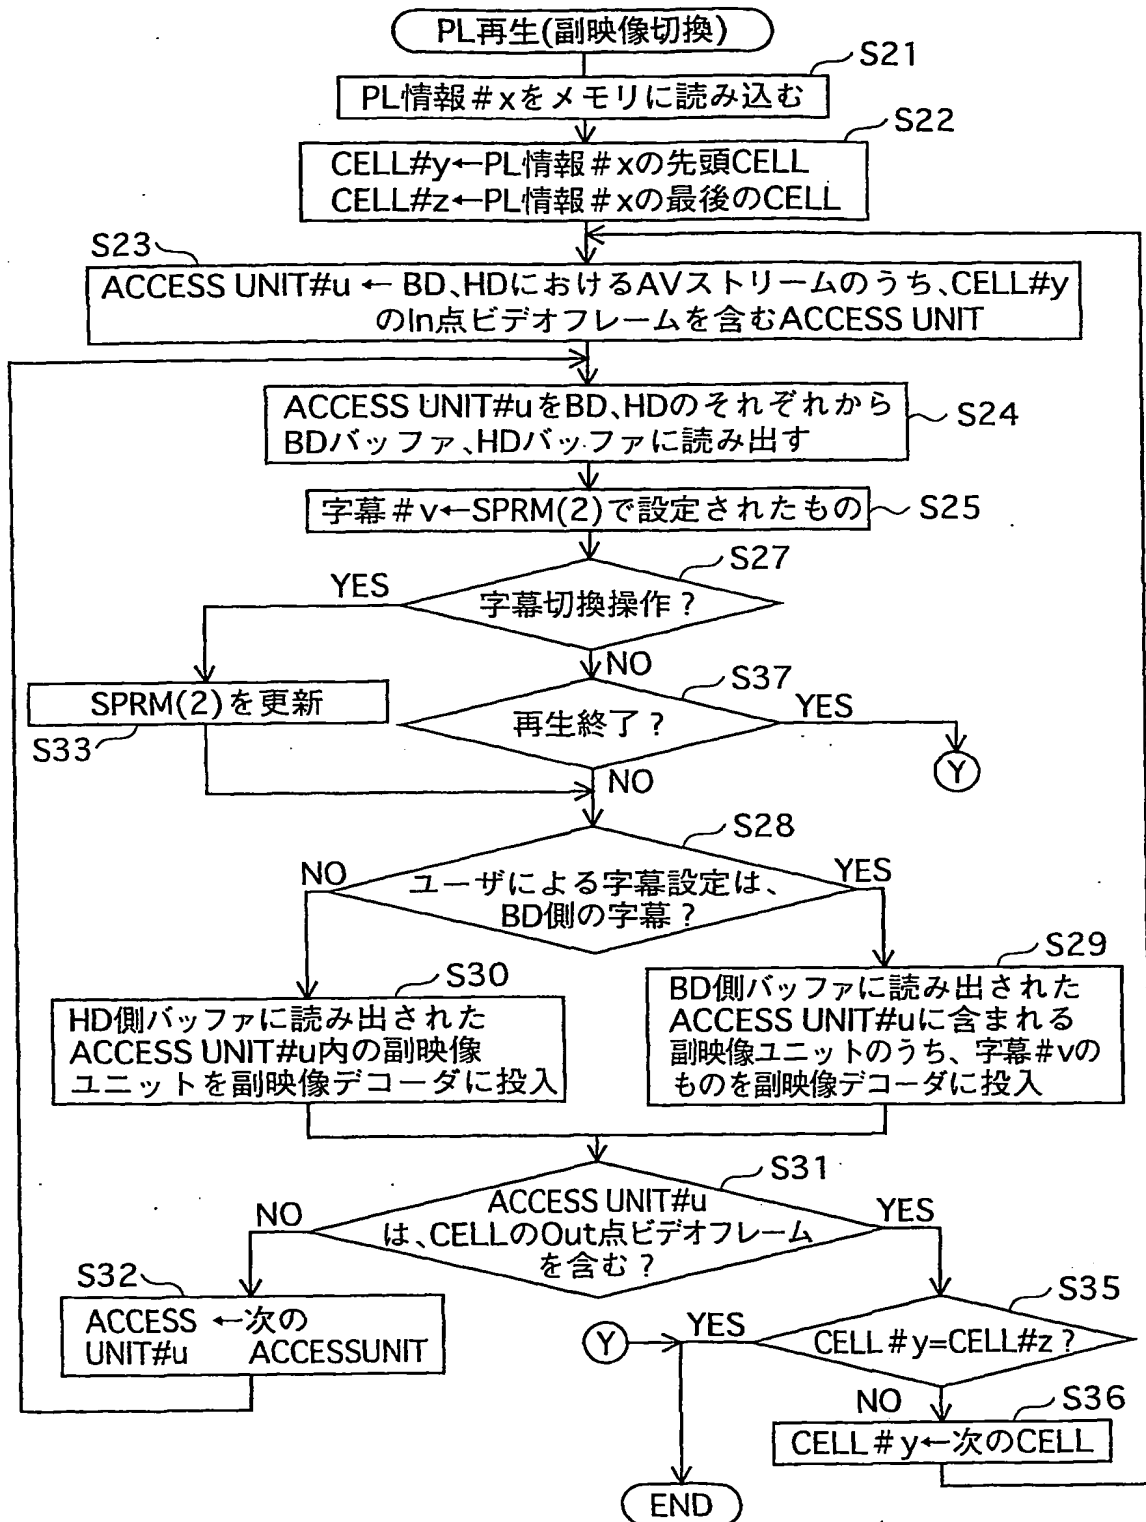 PL再生(副映像切換)
S21
PL情報#xをメモリに読み込む
S22
CELL#y←PL情報#xの先頭CELL
CELL#z←PL情報#xの最後のCELL
S23
ACCESS UNIT#u ← BD、HDにおけるAVストリームのうち、CELL#y
のIn点ビデオフレームを含むACCESS UNIT
ACCESS UNIT#uをBD、HDのそれぞれから
BDバッファ、HDバッファに読み出す
S24
字幕#v←SPRM(2)で設定されたもの
S25
S27
YES
字幕切換操作?
NO
S37
SPRM(2)を更新
S33
再生終了?
YES
Y
NO
S28
NO
YES
ユーザによる字幕設定は、
BD側の字幕?
S30
HD側バッファに読み出された
ACCESS UNIT#u内の副映像
ユニットを副映像デコーダに投入
S29
BD側バッファに読み出された
ACCESS UNIT#uに含まれる
副映像ユニットのうち、字幕#vの
ものを副映像デコーダに投入
S31
NO
YES
ACCESS UNIT#u
は、CELLのOut点ビデオフレーム
を含む?
S32
ACCESS ←次の
UNIT#u ACCESSUNIT
S35
Y
YES
CELL#y=CELL#z?
NO
S36
CELL#y←次のCELL
END